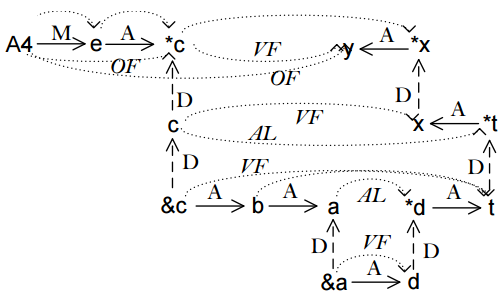 A4 M e A *c VF y A *x
OF OF
D D
c VF x A *t
AL
D VF D
&c A b A a AL *d A t
D VF D
&a A d